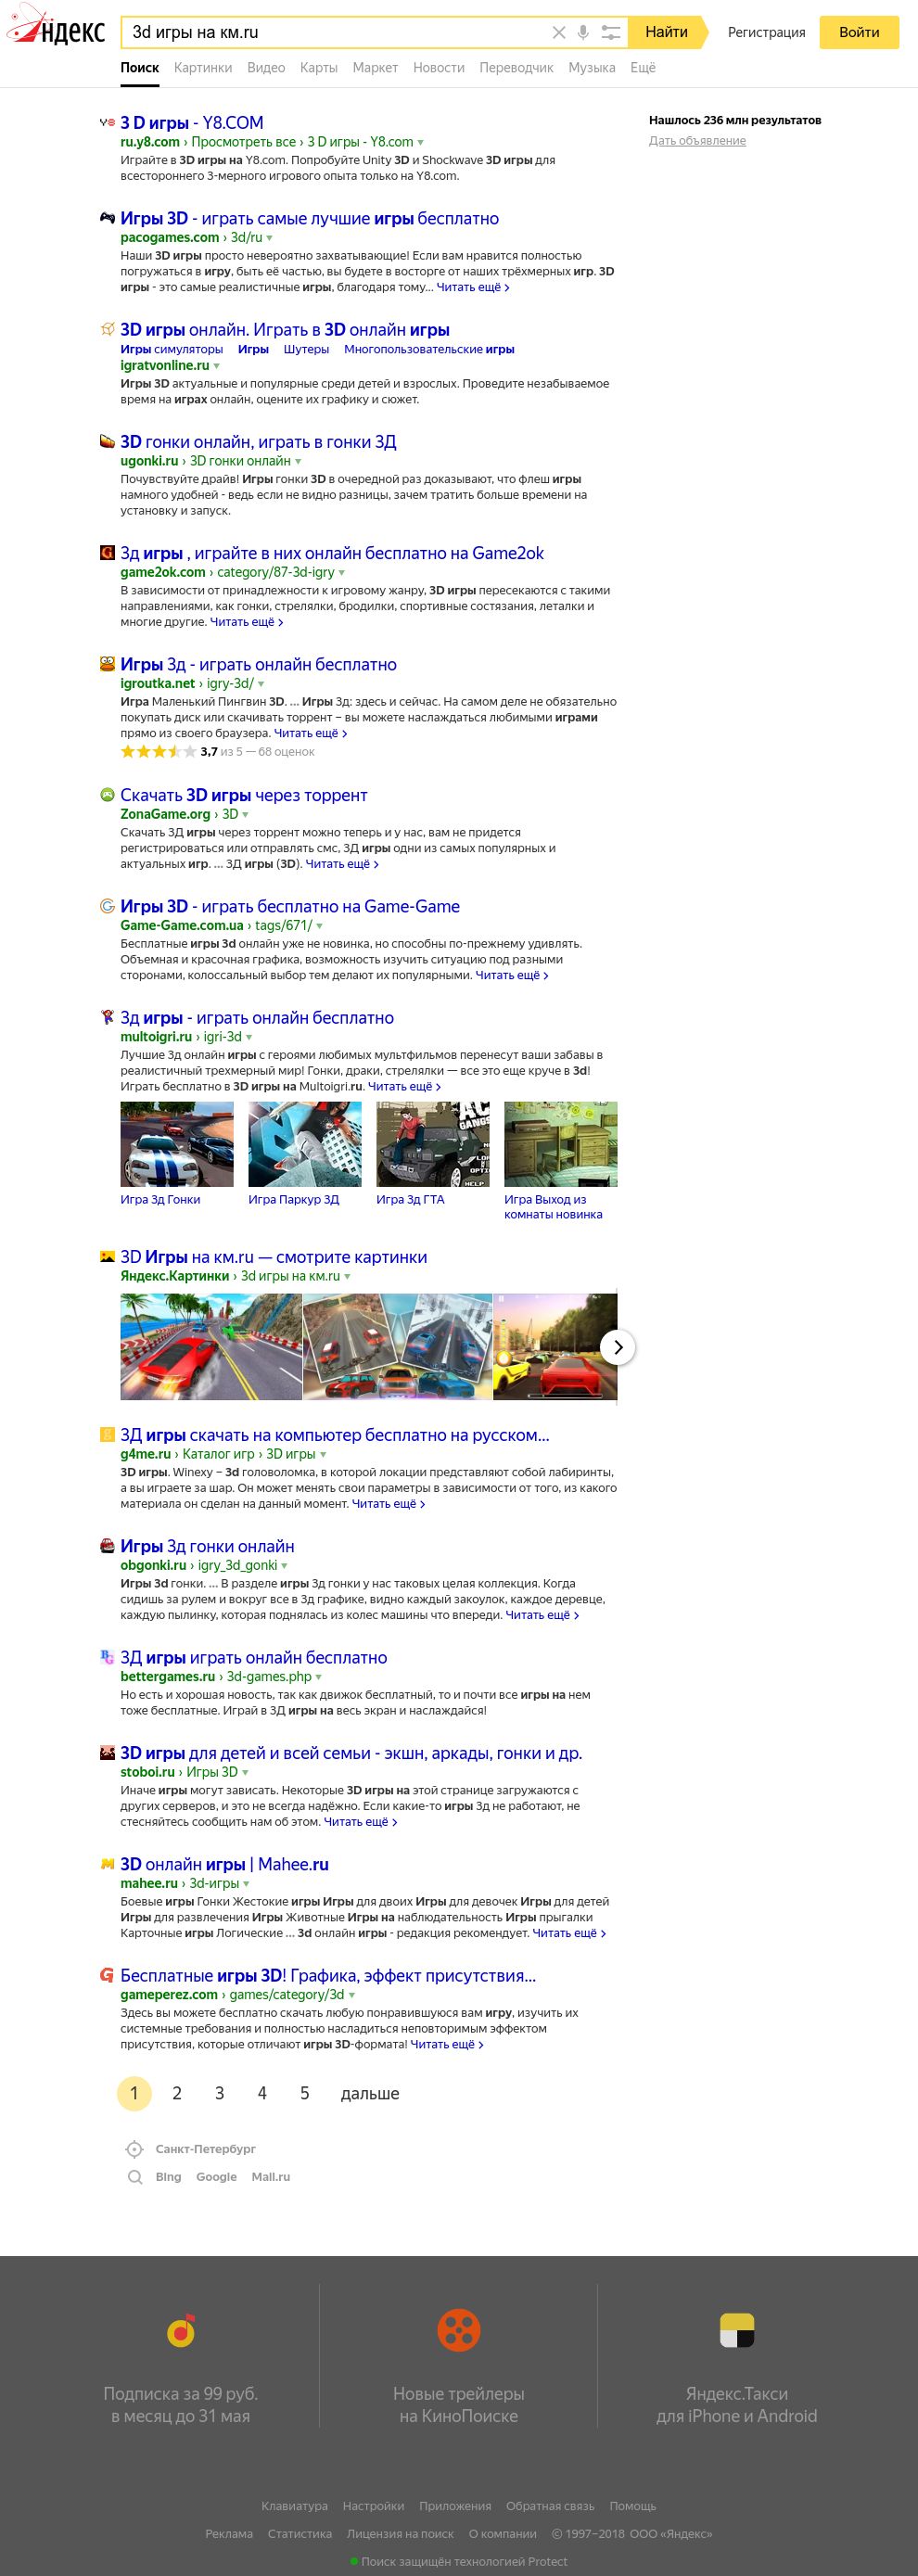 Яндекс
3d игры на км.ru
Найти
Регистрация
Войти
Поиск Картинки Видео Карты Маркет Новости Переводчик Музыка Ещё
Нашлось 236 млн результатов
Дать объявление
3 D игры - Y8.COM
ru.y8.com › Просмотреть все › 3 D игры - Y8.com
Играйте в 3D игры на Y8.com. Попробуйте Unity 3D и Shockwave 3D игры для
всестороннего 3-мерного игрового опыта только на Y8.com.
Игры 3D - играть самые лучшие игры бесплатно
pacogames.com › 3d/ru
Наши 3D игры просто невероятно захватывающие! Если вам нравится полностью
погружаться в игру, быть её частью, вы будете в восторге от наших трёхмерных игр. 3D
игры - это самые реалистичные игры, благодаря тому... Читать ещё ›
3D игры онлайн. Играть в 3D онлайн игры
Игры симуляторы Игры Шутеры Многопользовательские игры
igratvonline.ru
Игры 3D актуальные и популярные среди детей и взрослых. Проведите незабываемое
время на играх онлайн, оцените их графику и сюжет.
3D гонки онлайн, играть в гонки 3Д
ugonki.ru › 3D гонки онлайн
Почувствуйте драйв! Игры гонки 3D в очередной раз доказывают, что флеш игры
намного удобней - ведь если не видно разницы, зачем тратить больше времени на
установку и запуск.
3д игры , играйте в них онлайн бесплатно на Game2ok
game2ok.com › category/87-3d-igry
В зависимости от принадлежности к игровому жанру, 3D игры пересекаются с такими
направлениями, как гонки, стрелялки, бродилки, спортивные состязания, леталки и
многие другие. Читать ещё ›
Игры 3д - играть онлайн бесплатно
igroutka.net › igry-3d/
Игра Маленький Пингвин 3D. ... Игры 3д: здесь и сейчас. На самом деле не обязательно
покупать диск или скачивать торрент – вы можете наслаждаться любимыми играми
прямо из своего браузера. Читать ещё ›
3,7 из 5 — 68 оценок
Скачать 3D игры через торрент
ZonaGame.org › 3D
Скачать 3Д игры через торрент можно теперь и у нас, вам не придется
регистрироваться или отправлять смс, 3Д игры одни из самых популярных и
актуальных игр. ... 3Д игры (3D). Читать ещё ›
Игры 3D - играть бесплатно на Game-Game
Game-Game.com.ua › tags/671/
Бесплатные игры 3d онлайн уже не новинка, но способны по-прежнему удивлять.
Объемная и красочная графика, возможность изучить ситуацию под разными
сторонами, колоссальный выбор тем делают их популярными. Читать ещё ›
3д игры - играть онлайн бесплатно
multoigri.ru › igri-3d
Лучшие 3д онлайн игры с героями любимых мультфильмов перенесут ваши забавы в
реалистичный трехмерный мир! Гонки, драки, стрелялки — все это еще круче в 3d!
Играть бесплатно в 3D игры на Multoigri.ru. Читать ещё ›
Игра 3д Гонки
Игра Паркур 3Д
Игра 3д ГТА
Игра Выход из
комнаты новинка
3D Игры на км.ru — смотрите картинки
Яндекс.Картинки › 3d игры на км.ru
3Д игры скачать на компьютер бесплатно на русском...
g4me.ru › Каталог игр › 3D игры
3D игры. Winexy – 3d головоломка, в которой локации представляют собой лабиринты,
а вы играете за шар. Он может менять свои параметры в зависимости от того, из какого
материала он сделан на данный момент. Читать ещё ›
Игры 3д гонки онлайн
obgonki.ru › igry_3d_gonki
Игры 3d гонки. ... В разделе игры 3д гонки у нас таковых целая коллекция. Когда
сидишь за рулем и вокруг все в 3д графике, видно каждый закоулок, каждое деревце,
каждую пылинку, которая поднялась из колес машины что впереди. Читать ещё ›
3Д игры играть онлайн бесплатно
bettergames.ru › 3d-games.php
Но есть и хорошая новость, так как движок бесплатный, то и почти все игры на нем
тоже бесплатные. Играй в 3Д игры на весь экран и наслаждайся!
3D игры для детей и всей семьи - экшн, аркады, гонки и др.
stoboi.ru › Игры 3D
Иначе игры могут зависать. Некоторые 3D игры на этой странице загружаются с
других серверов, и это не всегда надёжно. Если какие-то игры 3д не работают, не
стесняйтесь сообщить нам об этом. Читать ещё ›
3D онлайн игры | Mahee.ru
mahee.ru › 3d-игры
Боевые игры Гонки Жестокие игры Игры для двоих Игры для девочек Игры для детей
Игры для развлечения Игры Животные Игры на наблюдательность Игры прыгалки
Карточные игры Логические ... 3d онлайн игры - редакция рекомендует. Читать ещё ›
Бесплатные игры 3D! Графика, эффект присутствия...
gameperez.com › games/category/3d
Здесь вы можете бесплатно скачать любую понравившуюся вам игру, изучить их
системные требования и полностью насладиться неповторимым эффектом
присутствия, которые отличают игры 3D-формата! Читать ещё ›
1 2 3 4 5 дальше
Санкт-Петербург
Bing Google Mail.ru
Подписка за 99 руб.
в месяц до 31 мая
Новые трейлеры
на КиноПоиске
Яндекс.Такси
для iPhone и Android
Клавиатура Настройки Приложения Обратная связь Помощь
Реклама Статистика Лицензия на поиск О компании © 1997–2018 ООО «Яндекс»
Поиск защищён технологией Protect